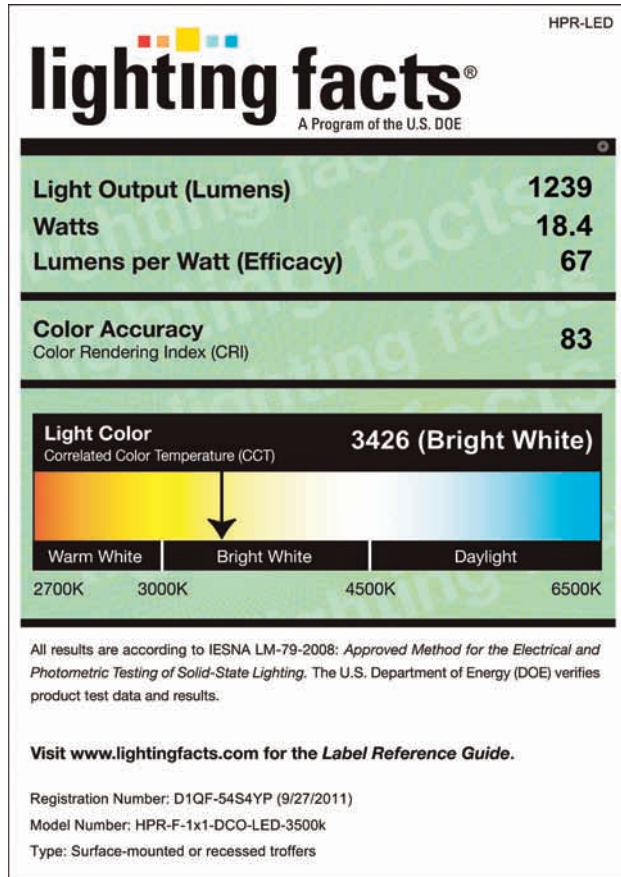 HPR-LED
lighting facts®
A Program of the U.S. DOE
Light Output (Lumens) 1239
Watts 18.4
Lumens per Watt (Efficacy) 67
Color Accuracy
Color Rendering Index (CRI) 83
Light Color
Correlated Color Temperature (CCT) 3426 (Bright White)
Warm White Bright White Daylight
2700K 3000K 4500K 6500K
All results are according to IESNA LM-79-2008: Approved Method for the Electrical and
Photometric Testing of Solid-State Lighting. The U.S. Department of Energy (DOE) verifies
product test data and results.
Visit www.lightingfacts.com for the Label Reference Guide.
Registration Number: D1QF-54S4YP (9/27/2011)
Model Number: HPR-F-1x1-DCO-LED-3500k
Type: Surface-mounted or recessed troffers